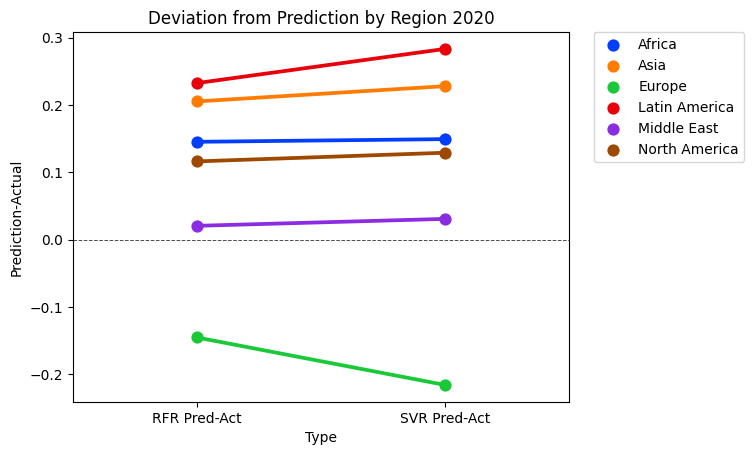 Deviation from Prediction by Region 2020
0.3
0.2
0.1
0.0
−0.1
−0.2
Prediction-Actual
RFR Pred-Act
SVR Pred-Act
Type
Africa
Asia
Europe
Latin America
Middle East
North America